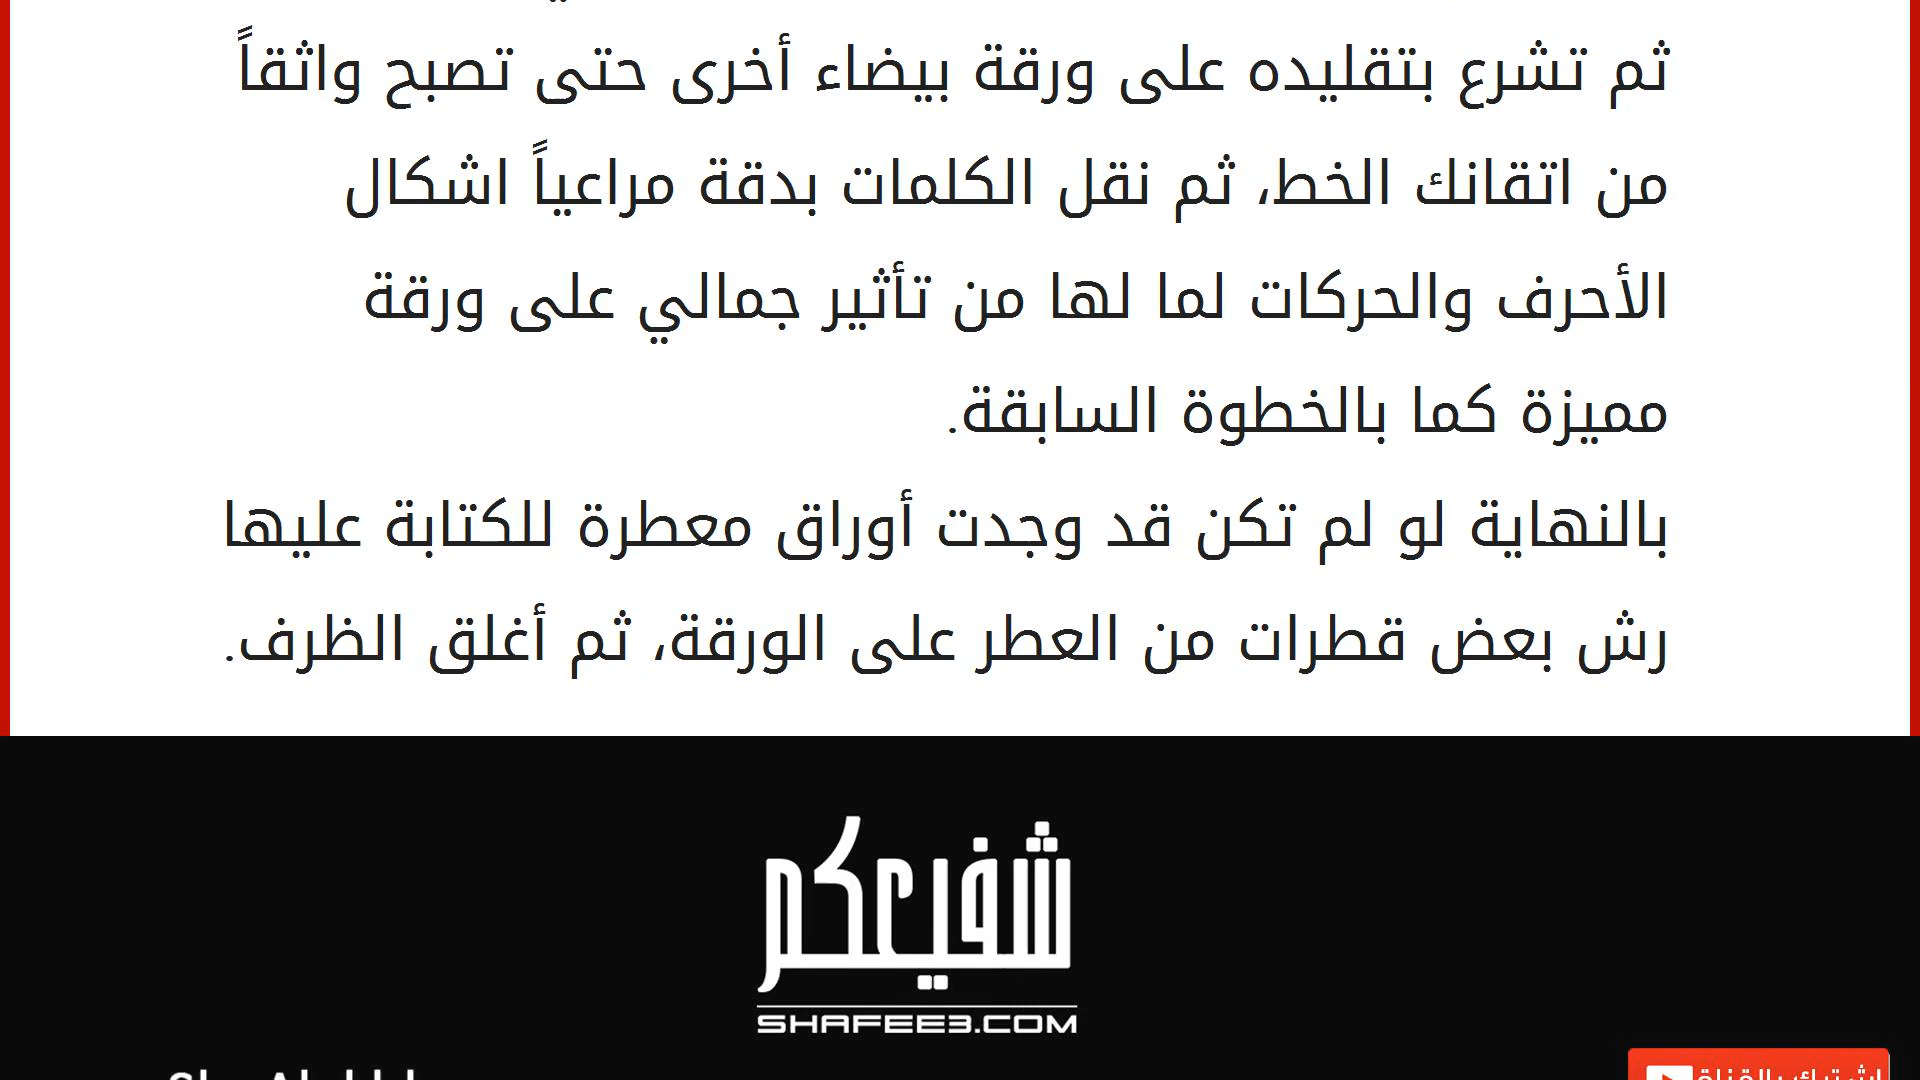 ثم تشرع بتقليده على ورقة بيضاء أخرى حتى تصبح واثقاً
من اتقانك الخط، ثم نقل الكلمات بدقة مراعياً اشكال
الأحرف والحركات لما لها من تأثير جمالي على ورقة
مميزة كما بالخطوة السابقة.
بالنهاية لو لم تكن قد وجدت أوراق معطرة للكتابة عليها
رش بعض قطرات من العطر على الورقة، ثم أغلق الظرف.
شفيعكم
SHAFEE3.COM
اشترك بالقناة